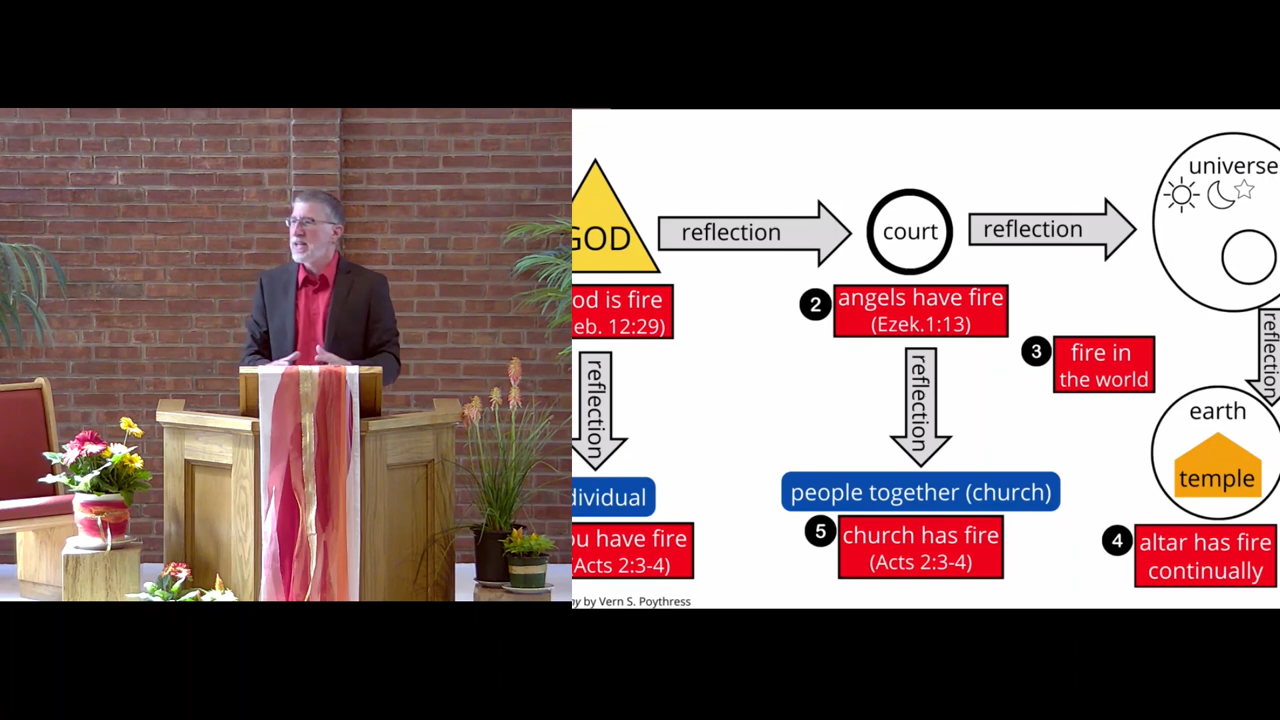 universe
GOD
reflection
court
reflection
od is fire
eb. 12:29)
2
angels have fire
(Ezek.1:13)
reflection
3
fire in
the world
reflection
reflection
earth
temple
dividual
people together (church)
ou have fire
Acts 2:3-4)
5
church has fire
(Acts 2:3-4)
4
altar has fire
continually
ny by Vern S. Poythress